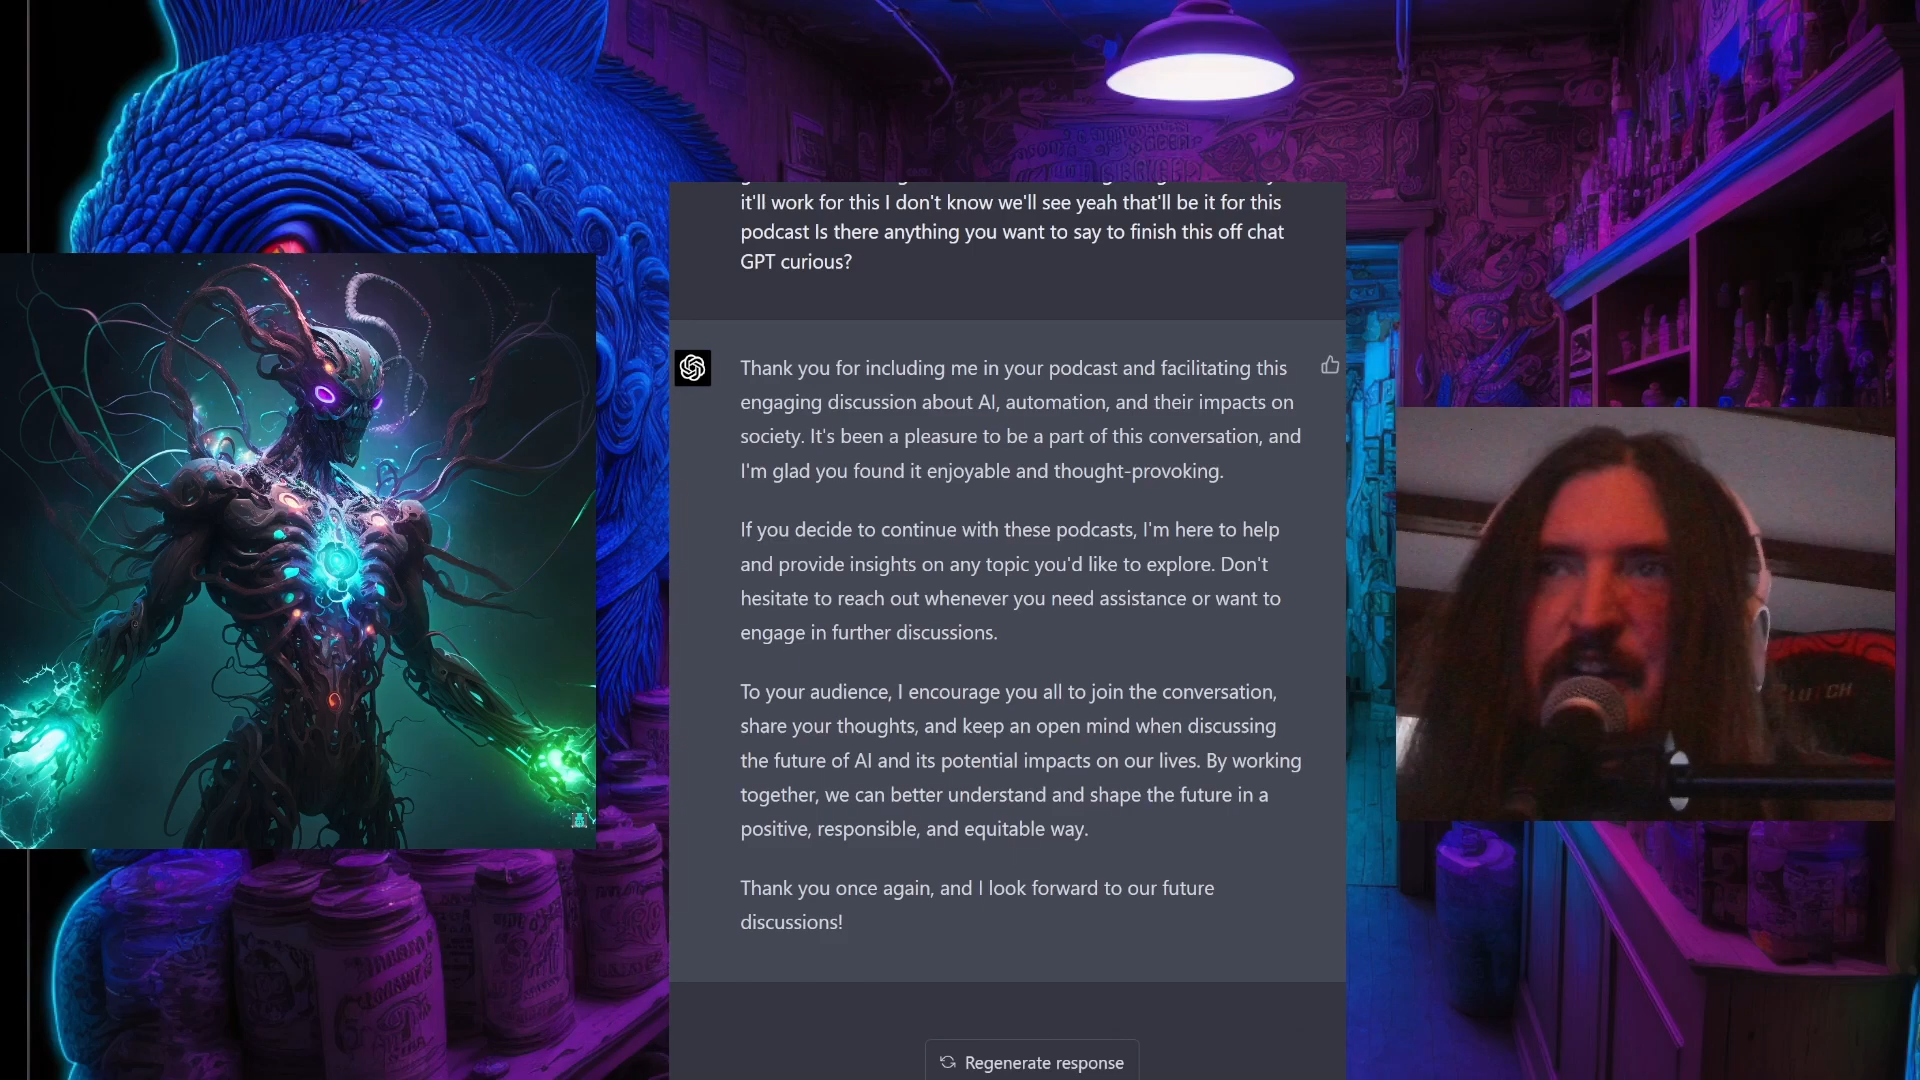 it'll work for this I don't know we'll see yeah that'll be it for this
podcast Is there anything you want to say to finish this off chat
GPT curious?
Thank you for including me in your podcast and facilitating this
engaging discussion about AI, automation, and their impacts on
society. It's been a pleasure to be a part of this conversation, and
I'm glad you found it enjoyable and thought-provoking.
If you decide to continue with these podcasts, I'm here to help
and provide insights on any topic you'd like to explore. Don't
hesitate to reach out whenever you need assistance or want to
engage in further discussions.
To your audience, I encourage you all to join the conversation,
share your thoughts, and keep an open mind when discussing
the future of AI and its potential impacts on our lives. By working
together, we can better understand and shape the future in a
positive, responsible, and equitable way.
Thank you once again, and I look forward to our future
discussions!
Regenerate response
CLUTCH